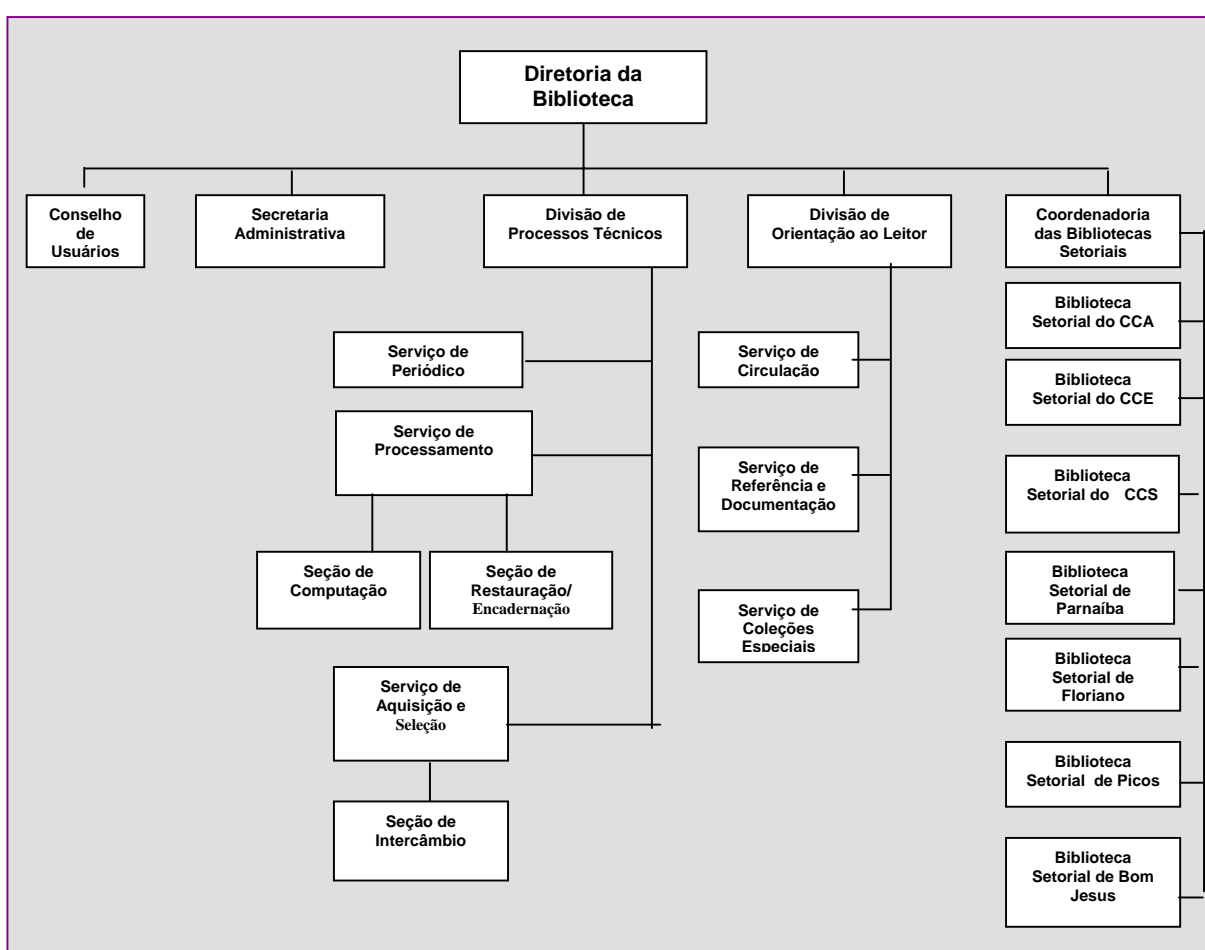 Diretoria da
Biblioteca
Conselho
de
Usuários
Secretaria
Administrativa
Divisão de
Processos Técnicos
Divisão de
Orientação ao Leitor
Coordenadoria
das Bibliotecas
Setoriais
Serviço de
Periódico
Serviço de
Processamento
Seção de
Computação
Seção de
Restauração/
Encadernação
Serviço de
Aquisição e
Seleção
Seção de
Intercâmbio
Serviço de
Circulação
Serviço de
Referência e
Documentação
Serviço de
Coleções
Especiais
Biblioteca
Setorial do CCA
Biblioteca
Setorial do CCE
Biblioteca
Setorial do CCS
Biblioteca
Setorial de
Parnaíba
Biblioteca
Setorial de
Floriano
Biblioteca
Setorial de Picos
Biblioteca
Setorial de Bom
Jesus